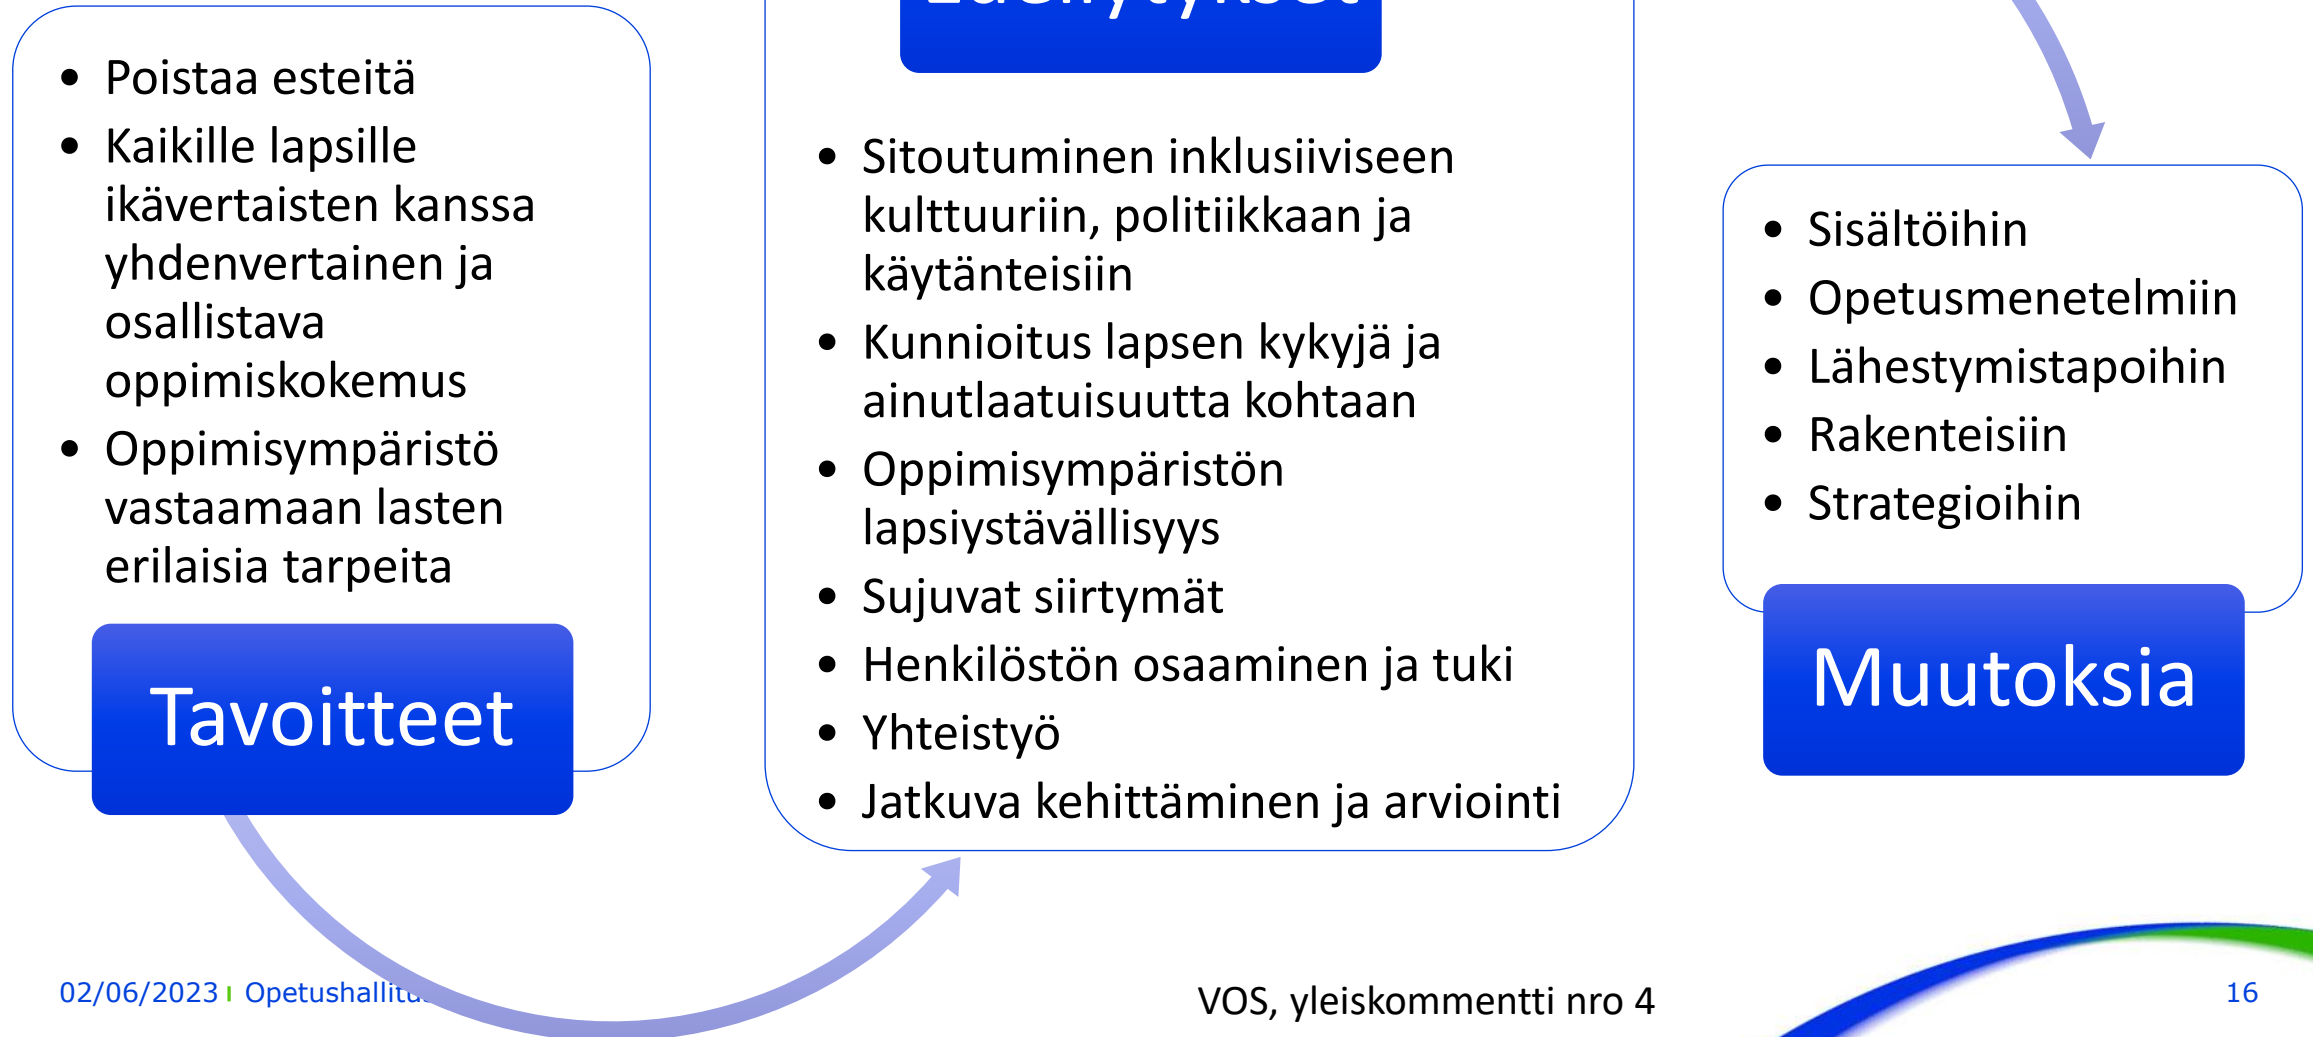 • Poistaa esteitä
• Kaikille lapsille
ikävertaisten kanssa
yhdenvertainen ja
osallistava
oppimiskokemus
• Oppimisympäristö
vastaamaan lasten
erilaisia tarpeita
Tavoitteet
• Sitoutuminen inklusiiviseen
kulttuuriin, politiikkaan ja
käytänteisiin
• Kunnioitus lapsen kykyjä ja
ainutlaatuisuutta kohtaan
• Oppimisympäristön
lapsiystävällisyys
• Sujuvat siirtymät
• Henkilöstön osaaminen ja tuki
• Yhteistyö
• Jatkuva kehittäminen ja arviointi
• Sisältöihin
• Opetusmenetelmiin
• Lähestymistapoihin
• Rakenteisiin
• Strategioihin
Muutoksia
02/06/2023 I Opetushallitus
VOS, yleiskommentti nro 4
16